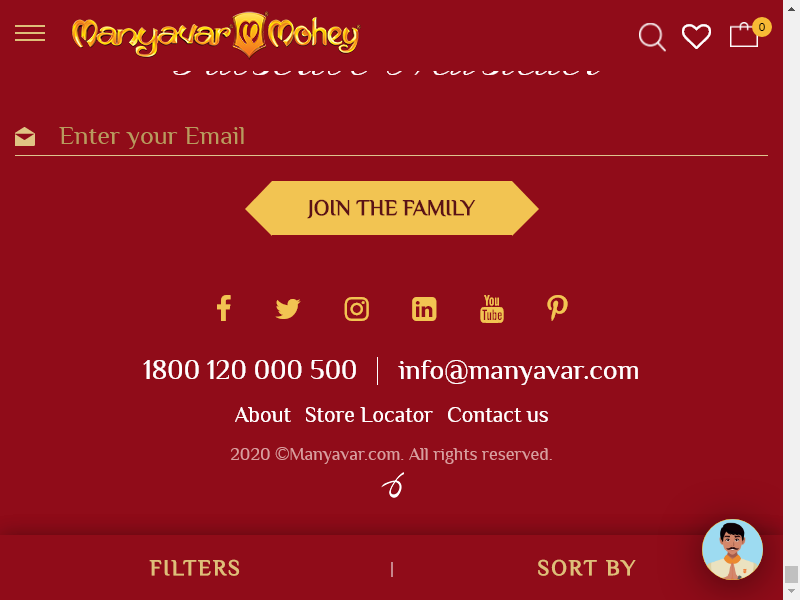 Manyavar Mohey
0
Enter your Email
JOIN THE FAMILY
You
Tube
1800 120 000 500 | info@manyavar.com
About Store Locator Contact us
2020 ©Manyavar.com. All rights reserved.
FILTERS | SORT BY